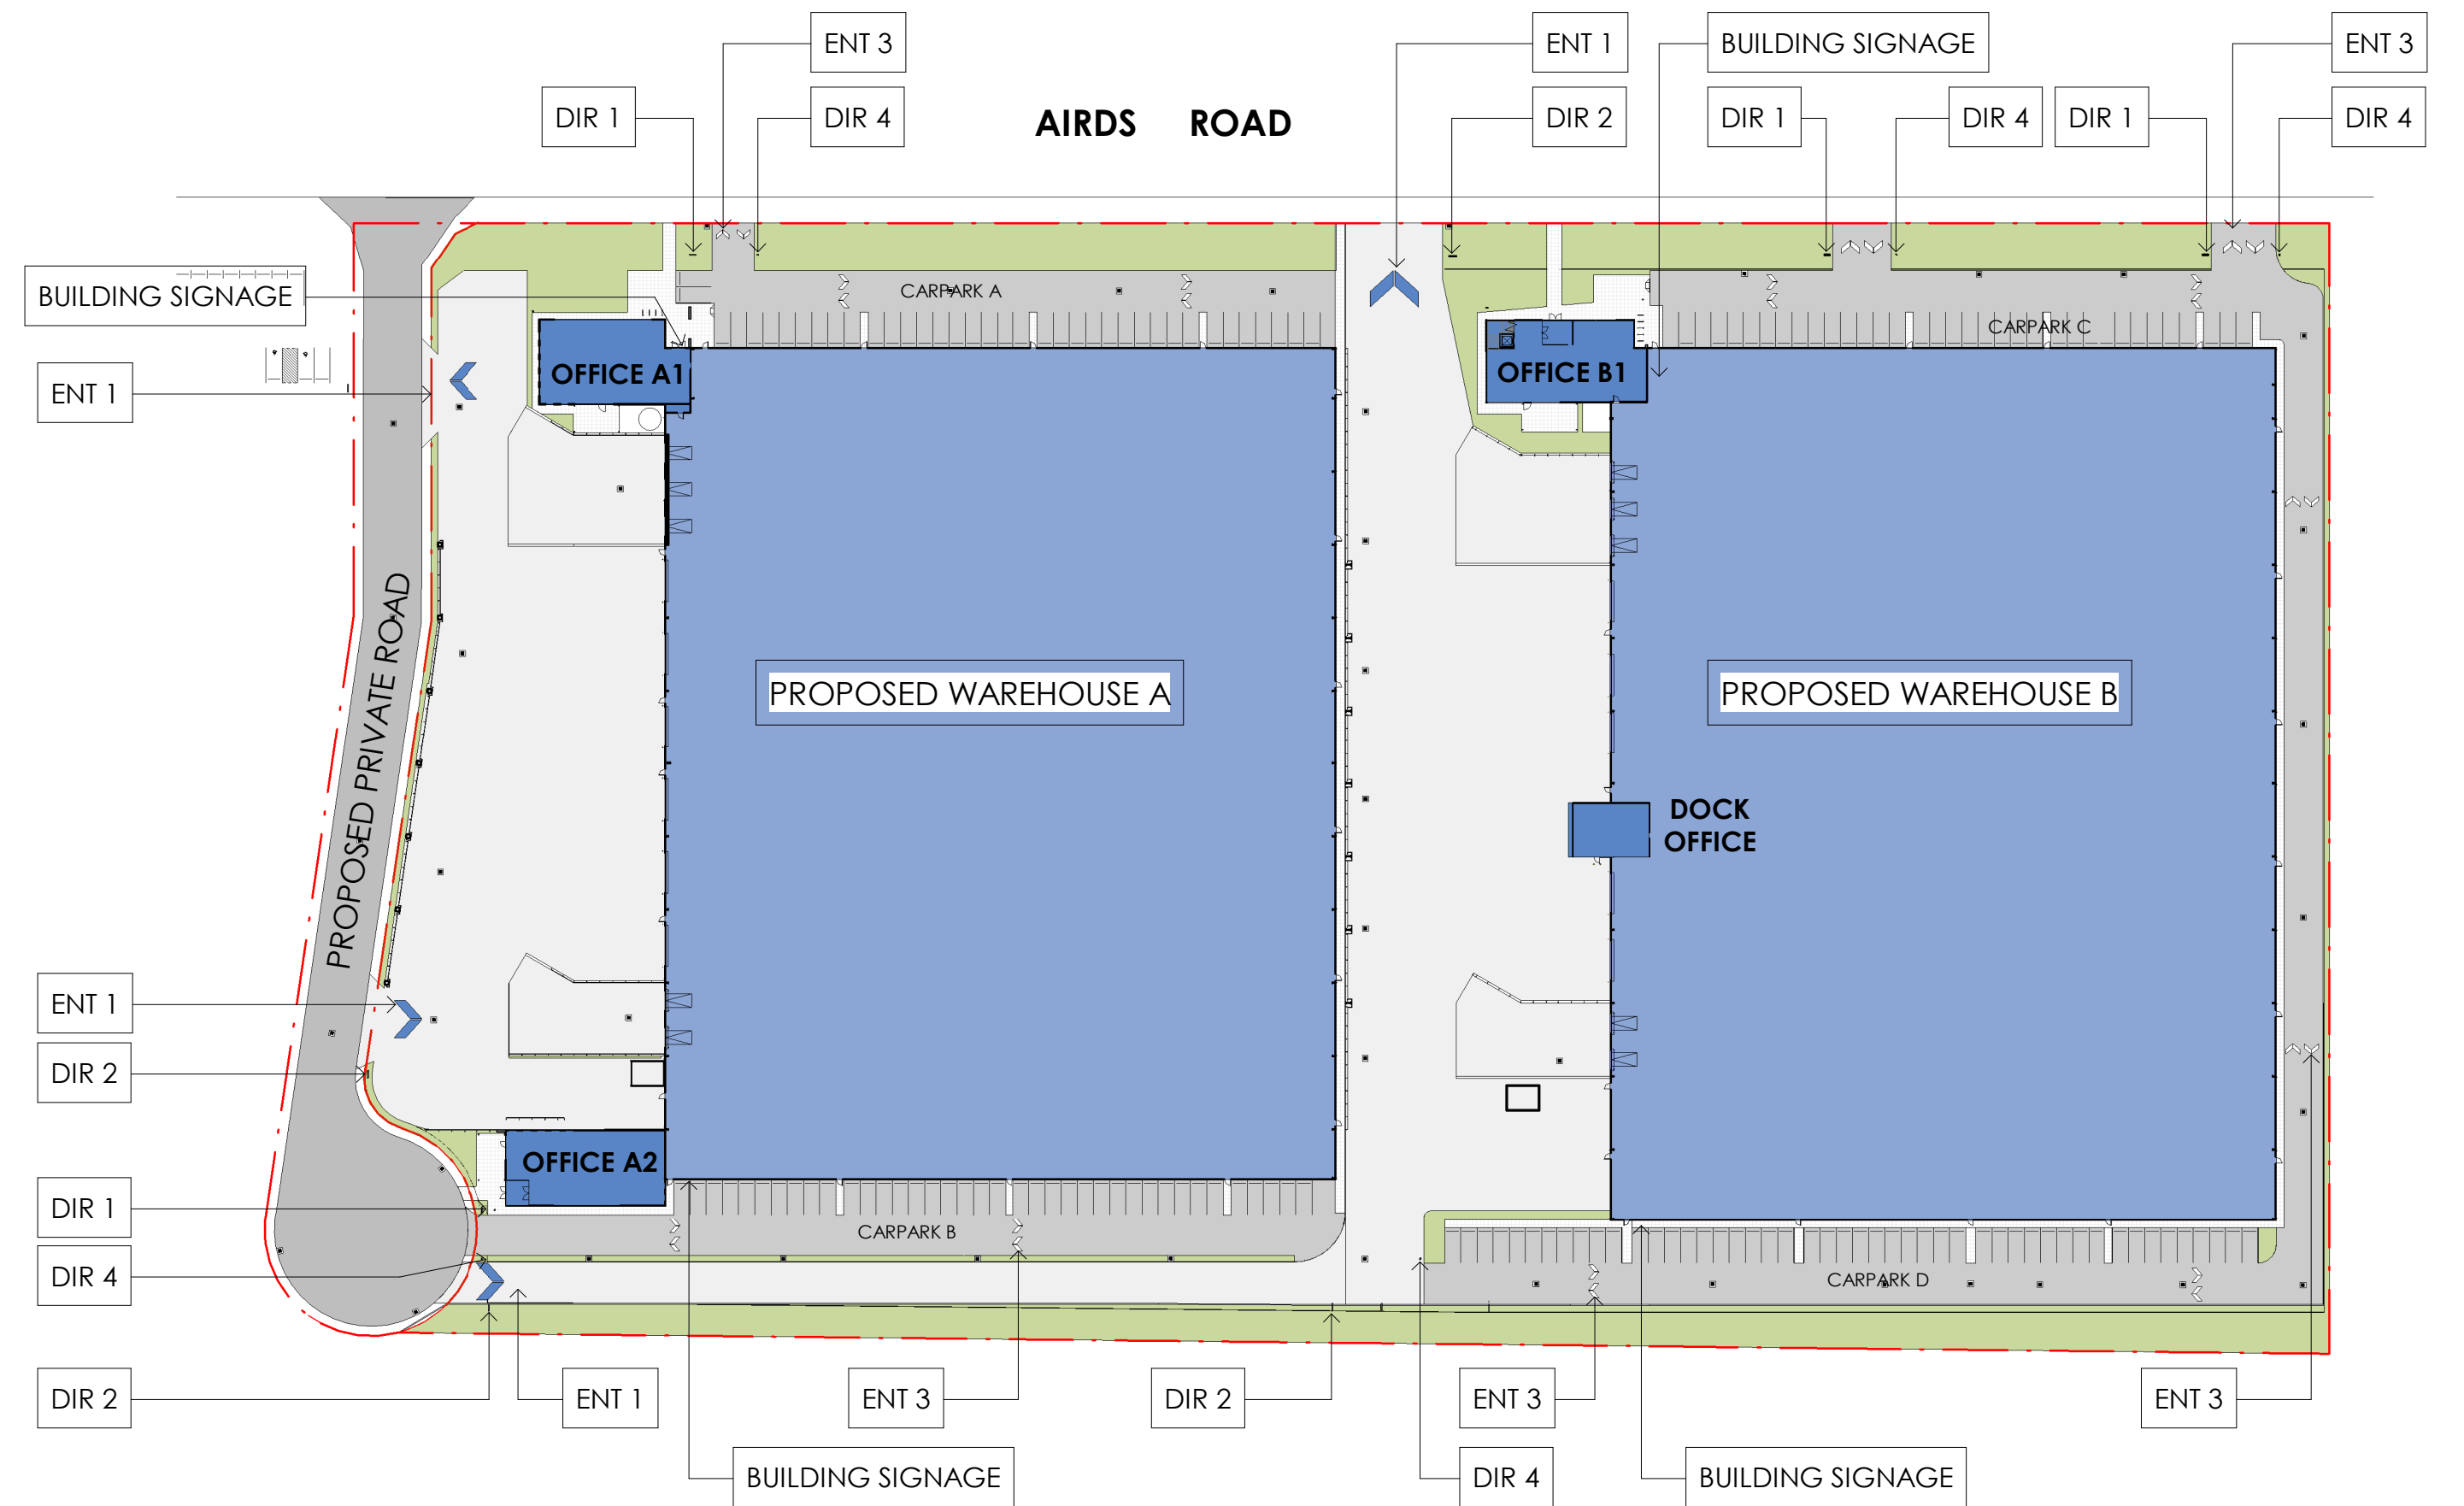 ENT 3
ENT 1
BUILDING SIGNAGE
ENT 3
DIR 1
DIR 4
AIRDS ROAD
DIR 2
DIR 1
DIR 4
DIR 1
DIR 4
BUILDING SIGNAGE
CARPARK A
CARPARK C
ENT 1
OFFICE A1
OFFICE B1
PROPOSED PRIVATE ROAD
PROPOSED WAREHOUSE A
PROPOSED WAREHOUSE B
DOCK
OFFICE
ENT 1
DIR 2
OFFICE A2
DIR 1
CARPARK B
DIR 4
CARPARK D
DIR 2
ENT 1
ENT 3
DIR 2
ENT 3
ENT 3
BUILDING SIGNAGE
DIR 4
BUILDING SIGNAGE